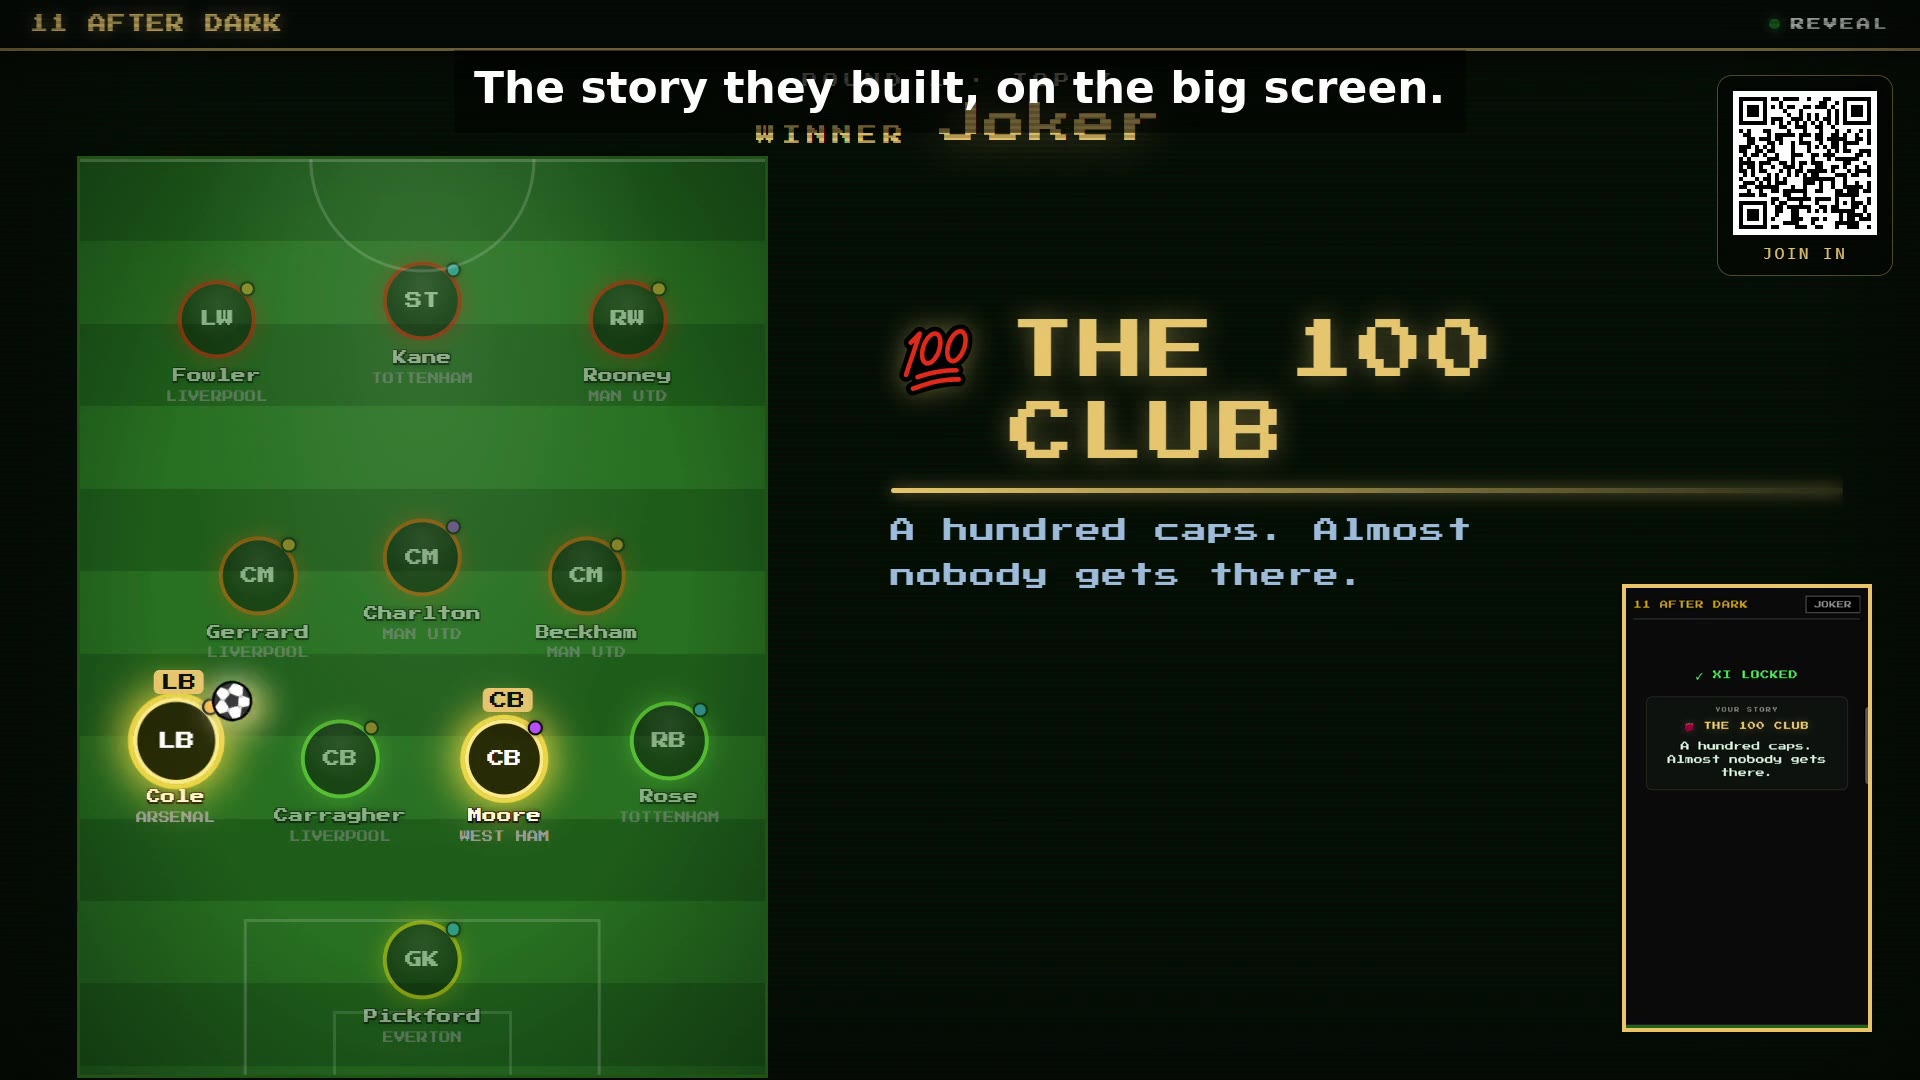 11 AFTER DARK
REVEAL
The story they built, on the big screen.
WINNER Joker
JOIN IN
LW
Fowler
LIVERPOOL
ST
Kane
TOTTENHAM
RW
Rooney
MAN UTD
100
THE 100
CLUB
A hundred caps. Almost
nobody gets there.
CM
Gerrard
LIVERPOOL
CM
Charlton
MAN UTD
CM
Beckham
MAN UTD
LB
LB
Cole
ARSENAL
CB
Carragher
LIVERPOOL
CB
CB
Moore
WEST HAM
RB
Rose
TOTTENHAM
GK
Pickford
EVERTON
11 AFTER DARK
JOKER
✓ XI LOCKED
YOUR STORY
THE 100 CLUB
A hundred caps.
Almost nobody gets
there.